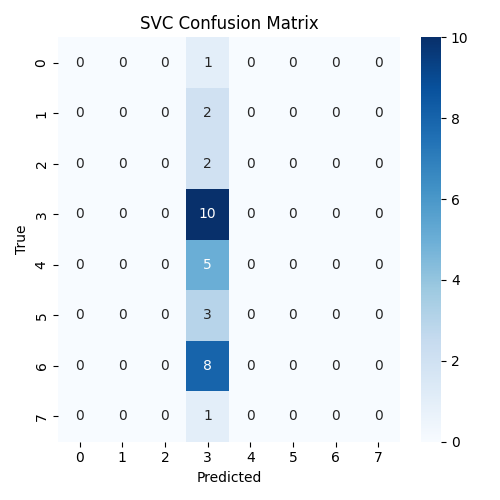 SVC Confusion Matrix
True
0 0 0 0 1 0 0 0 0
1 0 0 0 2 0 0 0 0
2 0 0 0 2 0 0 0 0
3 0 0 0 10 0 0 0 0
4 0 0 0 5 0 0 0 0
5 0 0 0 3 0 0 0 0
6 0 0 0 8 0 0 0 0
7 0 0 0 1 0 0 0 0
0 1 2 3 4 5 6 7
Predicted
10
8
6
4
2
0